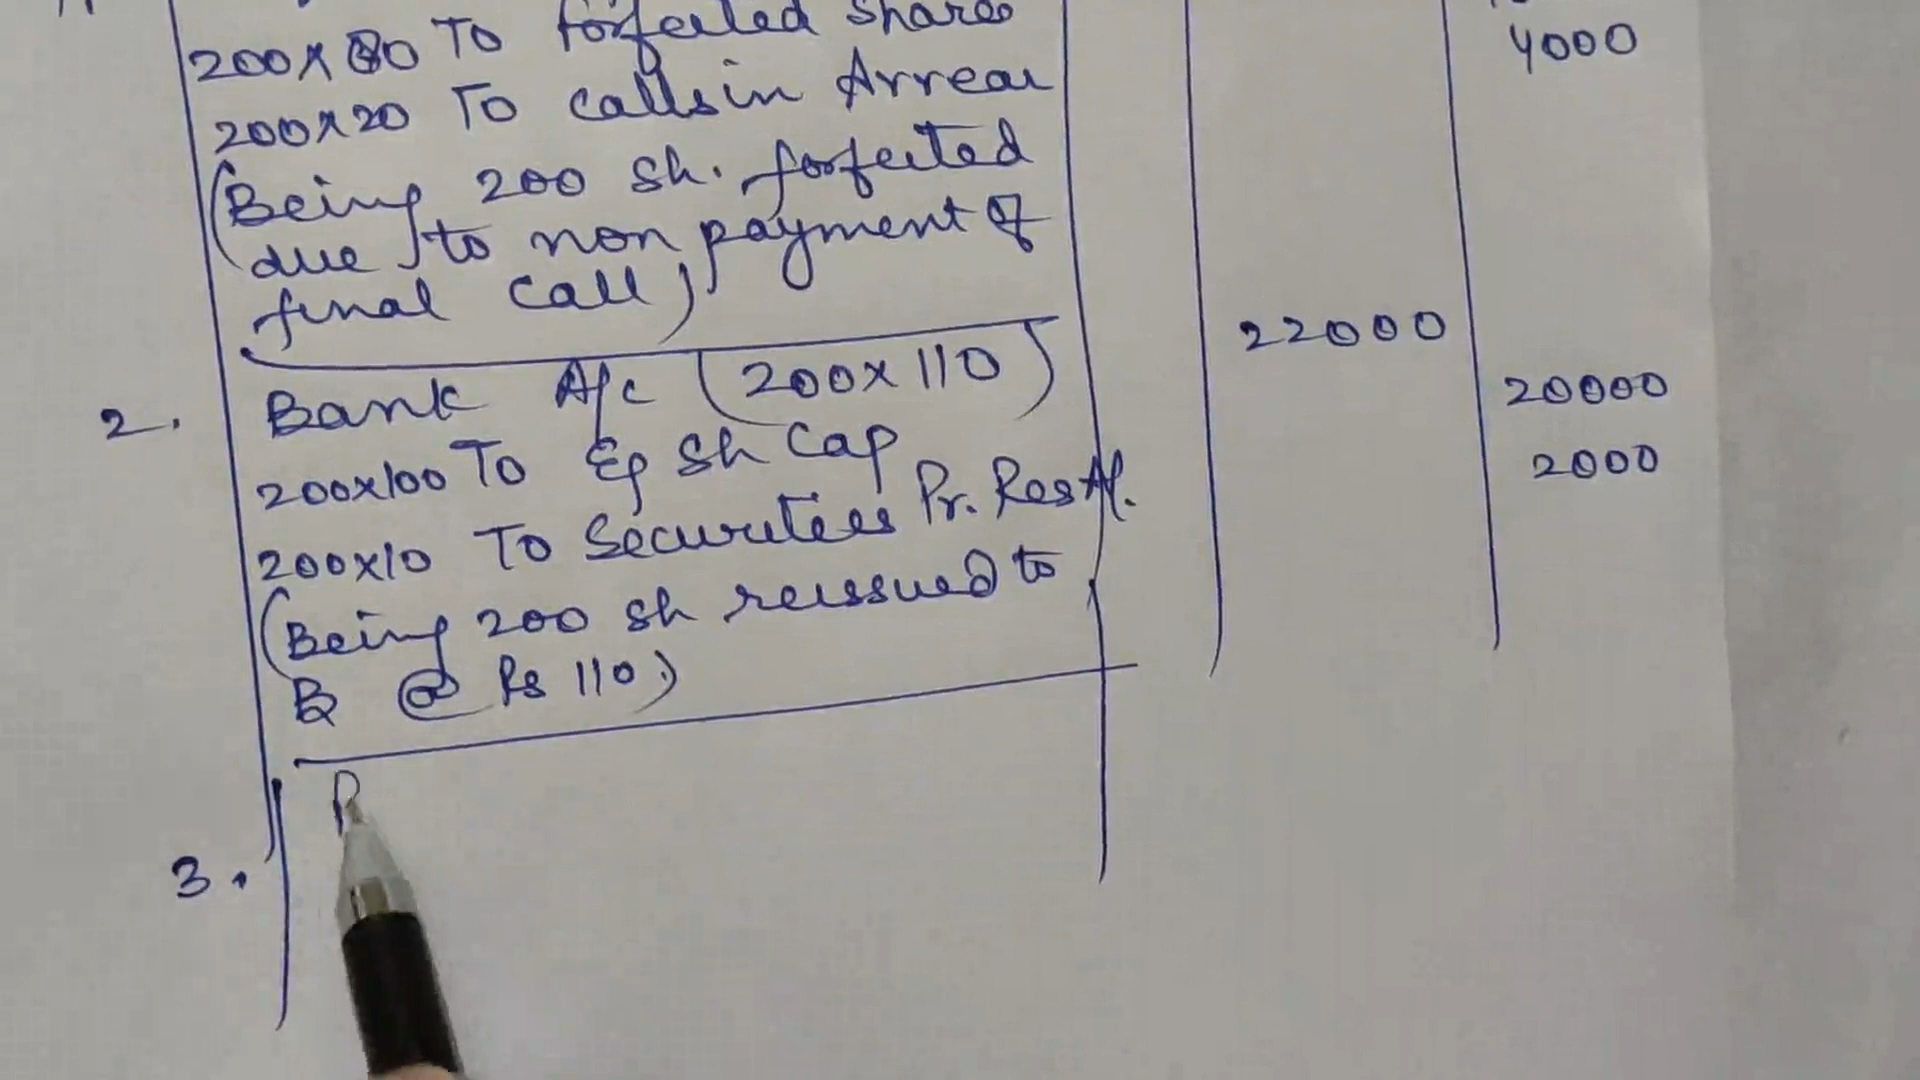 200x80 To forfeited shares
4000
200x20 To calls in Arrear
(Being 200 sh. forfeited
due to non payment of
final call)
2. Bank A/c (200x110) 22000
200x100 To Eq Sh Cap 20000
200x10 To Securities Pr. Res A/. 2000
(Being 200 sh reissued to
B @ Rs 110.)
3.